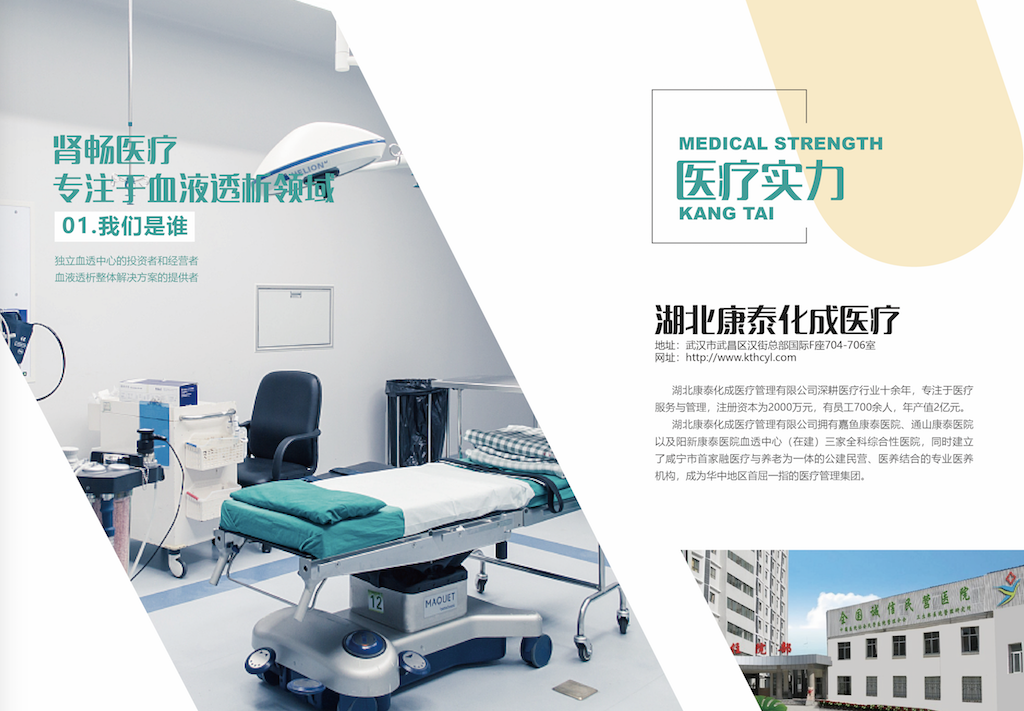 肾畅医疗
专注于血液透析领域
01.我们是谁
独立血透中心的投资者和经营者
血液透析整体解决方案的提供者
12
MAQUET
MEDICAL STRENGTH
医疗实力
KANG TAI
湖北康泰化成医疗
地址：武汉市武昌区汉街总部国际F座704-706室
网址：http://www.kthcyl.com
湖北康泰化成医疗管理有限公司深耕医疗行业十余年，专注于医疗
服务与管理，注册资本为2000万元，有员工700余人，年产值2亿元。
湖北康泰化成医疗管理有限公司拥有嘉鱼康泰医院、通山康泰医院
以及阳新康泰医院血透中心（在建）三家全科综合性医院，同时建立
了咸宁市首家融医疗与养老为一体的公建民营、医养结合的专业医养
机构，成为华中地区首屈一指的医疗管理集团。
全国诚信民营医院
住院部